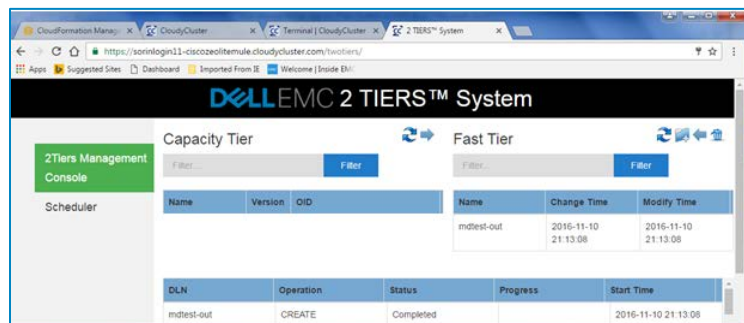 CloudFormation Manag
CloudyCluster
Terminal | CloudyCluster
2 TIERS™ System
https://sorinlogin11-ciscozeolitemule.cloudycluster.com/twotiers/
Apps
Suggested Sites
Dashboard
Imported From IE
Welcome | Inside EMC
DELLEMC 2 TIERS™ System
2Tiers Management
Console
Scheduler
Capacity Tier
Filter...
Filter
Name Version OID
Fast Tier
Filter...
Filter
Name Change Time Modify Time
mdtest-out 2016-11-10 2016-11-10
21:13:08 21:13:08
DLN Operation Status Progress Start Time
mdtest-out CREATE Completed 2016-11-10 21:13:08